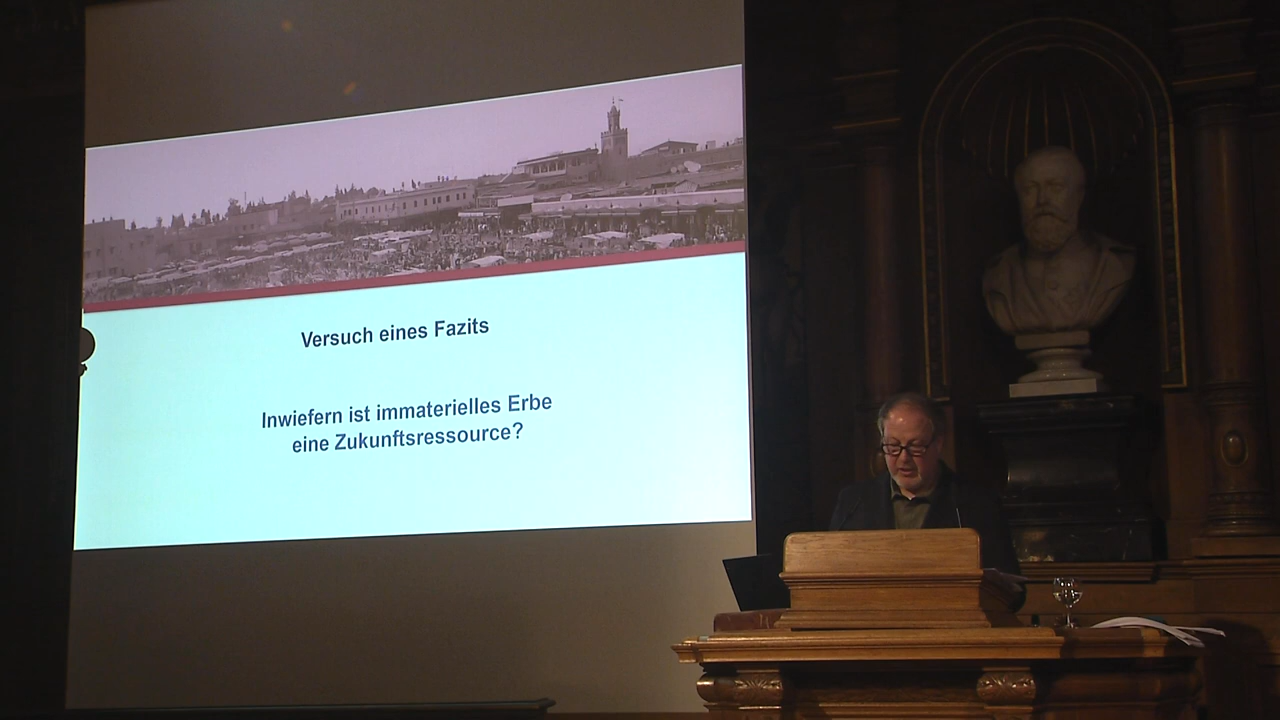 Versuch eines Fazits
Inwiefern ist immaterielles Erbe
eine Zukunftsressource?